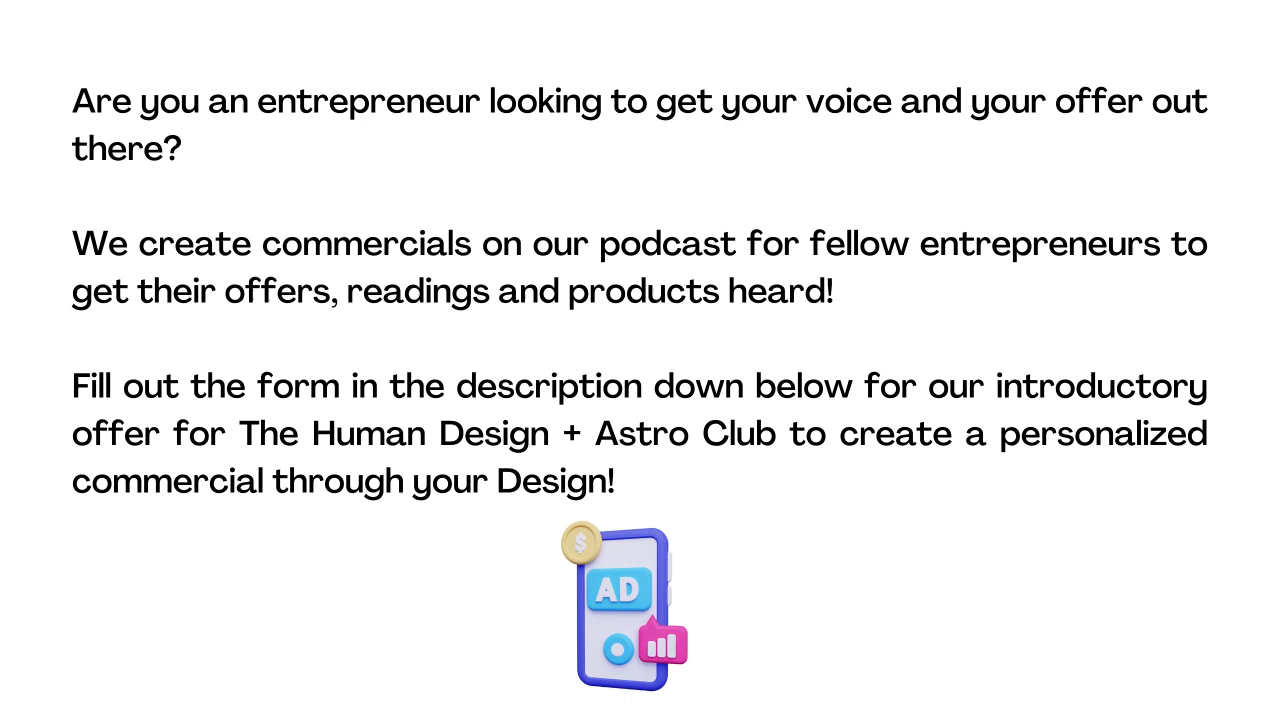 Are you an entrepreneur looking to get your voice and your offer out
there?
We create commercials on our podcast for fellow entrepreneurs to
get their offers, readings and products heard!
Fill out the form in the description down below for our introductory
offer for The Human Design + Astro Club to create a personalized
commercial through your Design!
$
AD